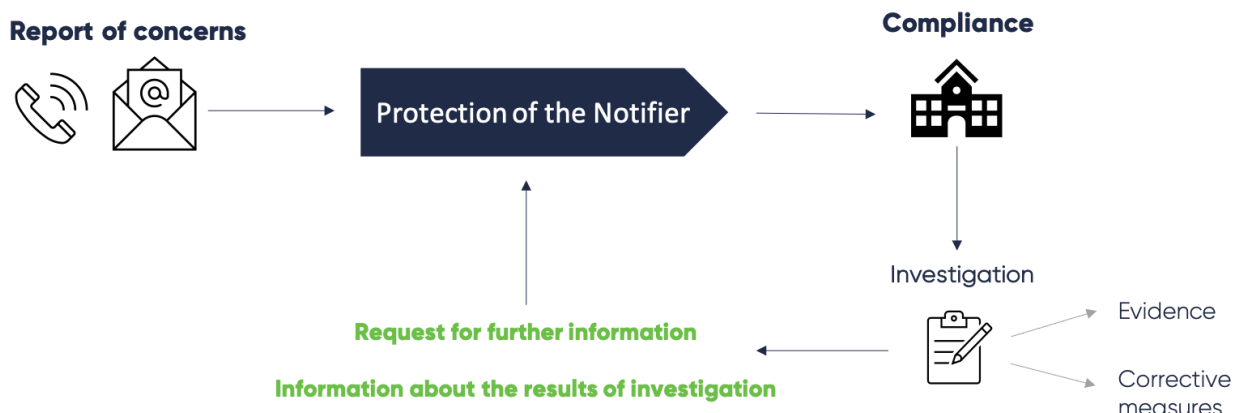 Report of concerns
Compliance
@
Protection of the Notifier
Investigation
Evidence
Request for further information
Information about the results of investigation
Corrective
measures